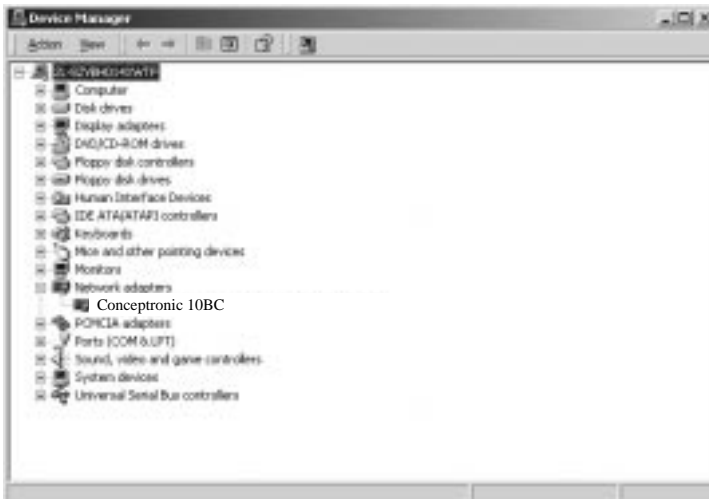 Device Manager
Action View
Computer
Disk drives
Display adapters
DVD/CD-ROM drives
Floppy disk controllers
Floppy disk drives
Human Interface Devices
IDE ATA/ATAPI controllers
Keyboards
Mice and other pointing devices
Monitors
Network adapters
Conceptronic 10BC
PCMCIA adapters
Ports (COM & LPT)
Sound, video and game controllers
System devices
Universal Serial Bus controllers